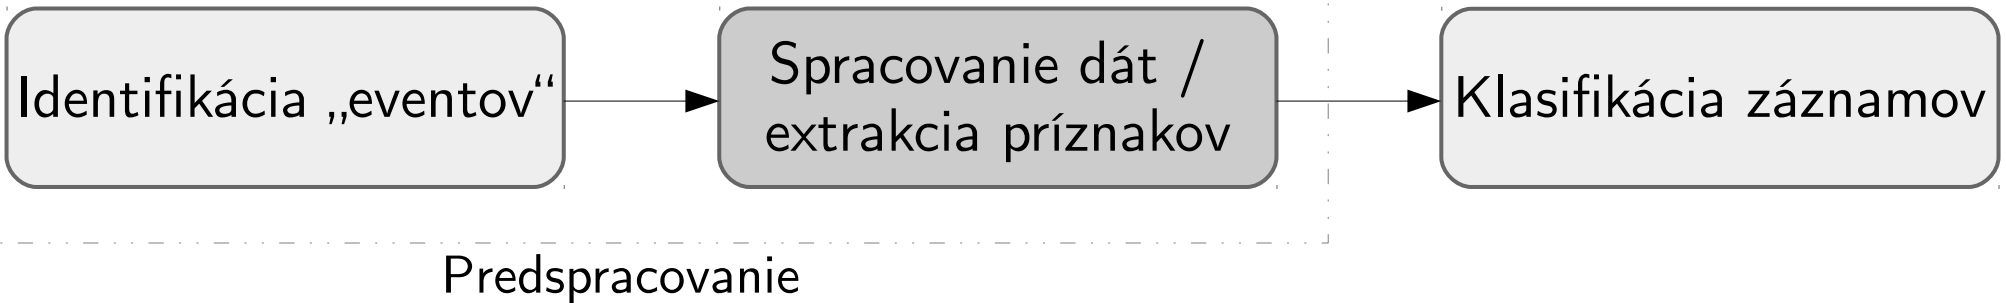 Identifikácia „eventov“
Spracovanie dát /
extrakcia príznakov
Klasifikácia záznamov
Predspracovanie